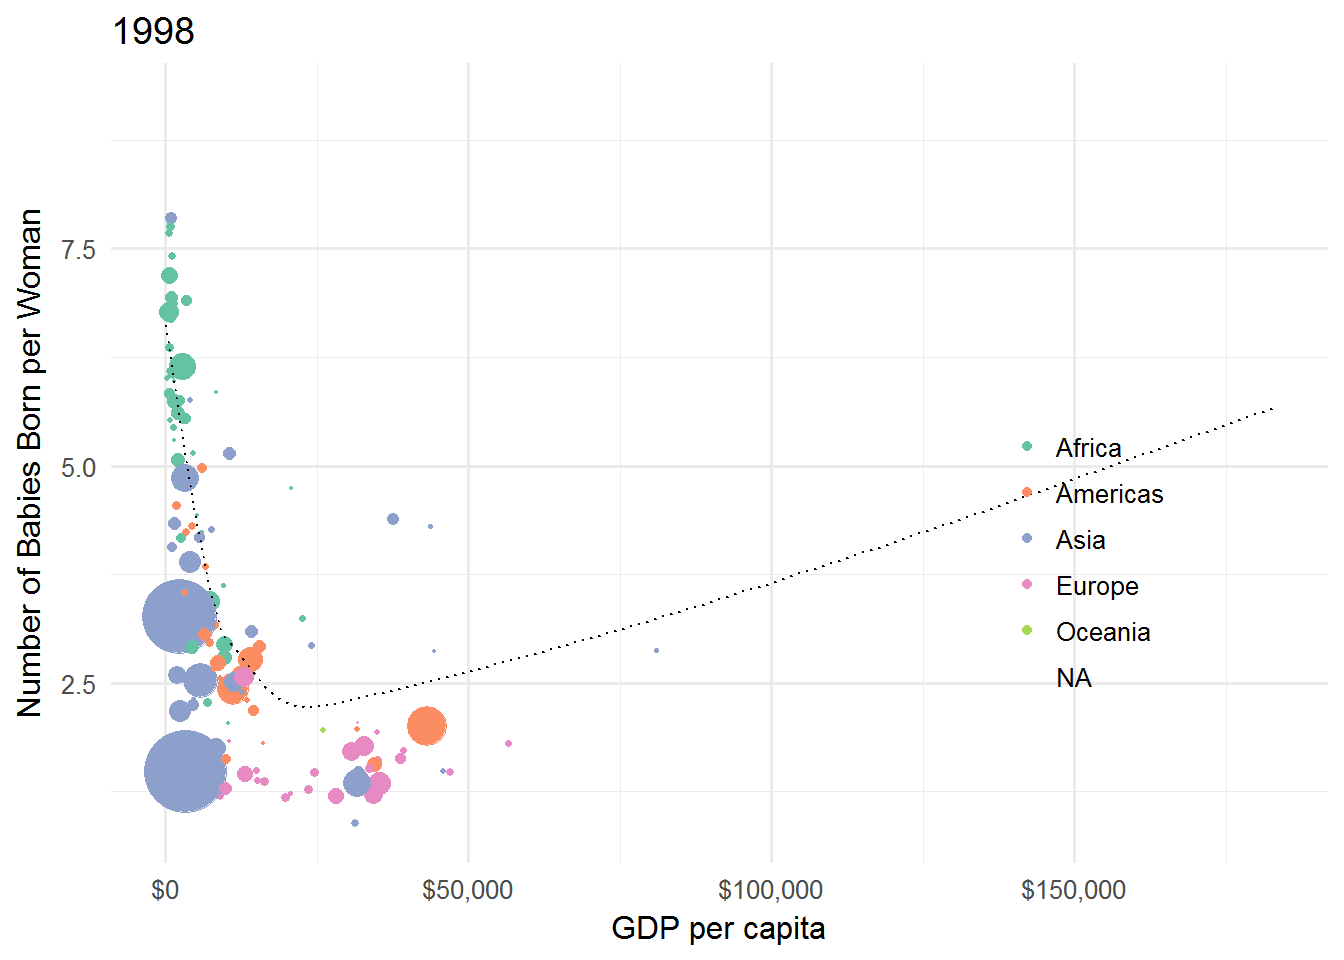 1998
Number of Babies Born per Woman
7.5
5.0
2.5
Africa
Americas
Asia
Europe
Oceania
NA
$0
$50,000
$100,000
$150,000
GDP per capita